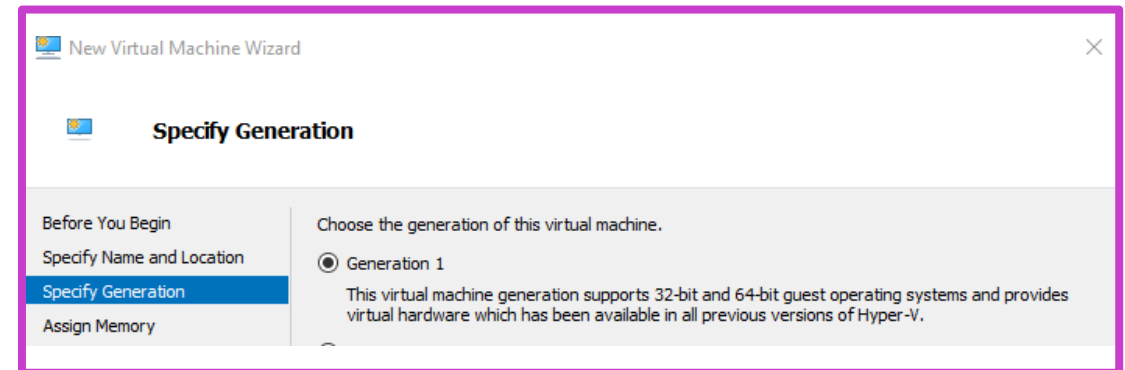 New Virtual Machine Wizard
Specify Generation
Before You Begin
Specify Name and Location
Specify Generation
Assign Memory
Choose the generation of this virtual machine.
Generation 1
This virtual machine generation supports 32-bit and 64-bit guest operating systems and provides
virtual hardware which has been available in all previous versions of Hyper-V.